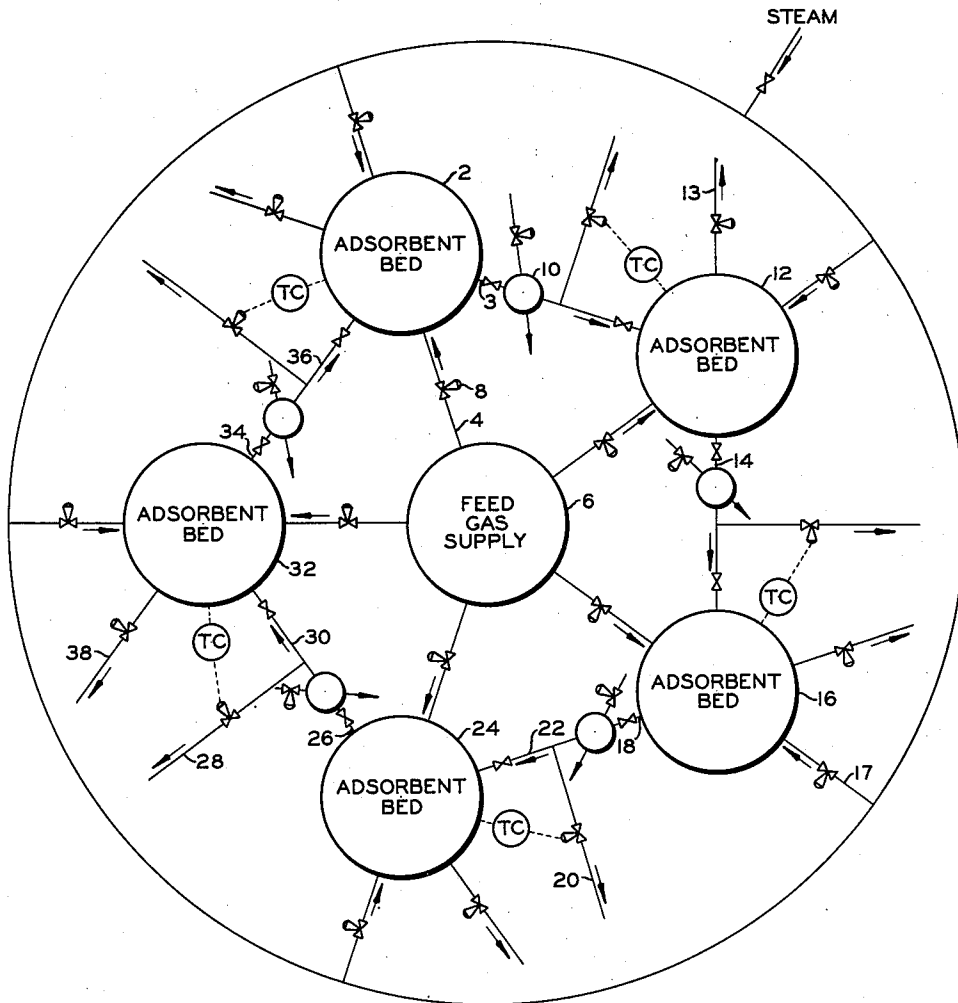 STEAM
2
13
ADSORBENT
BED
10
12
TC
TC
3
ADSORBENT
BED
36
8
4
34
14
ADSORBENT
BED
FEED
GAS
SUPPLY
6
32
TC
TC
30
38
ADSORBENT
BED
16
24
22
18
26
28
17
ADSORBENT
BED
TC
20